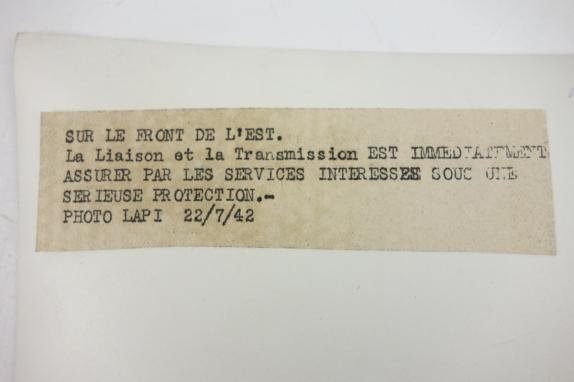 SUR LE FRONT DE L'EST.
La Liaison et la Transmission EST IMMEDIATEMENT
ASSURER PAR LES SERVICES INTERESSES SOUS UNE
SERIEUSE PROTECTION.-
PHOTO LAPI 22/7/42